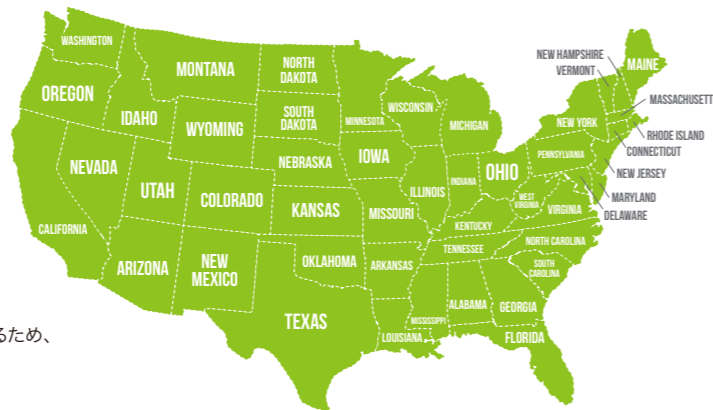 WASHINGTON
OREGON
IDAHO
MONTANA
WYOMING
NORTH
DAKOTA
SOUTH
DAKOTA
NEBRASKA
NEVADA
UTAH
COLORADO
KANSAS
CALIFORNIA
ARIZONA
NEW
MEXICO
OKLAHOMA
TEXAS
MINNESOTA
IOWA
MISSOURI
ARKANSAS
LOUISIANA
WISCONSIN
ILLINOIS
MICHIGAN
INDIANA
OHIO
KENTUCKY
TENNESSEE
MISSISSIPPI
ALABAMA
GEORGIA
FLORIDA
SOUTH
CAROLINA
NORTH CAROLINA
VIRGINIA
WEST
VIRGINIA
PENNSYLVANIA
NEW YORK
MAINE
NEW HAMPSHIRE
VERMONT
MASSACHUSETT
RHODE ISLAND
CONNECTICUT
NEW JERSEY
MARYLAND
DELAWARE
るため、